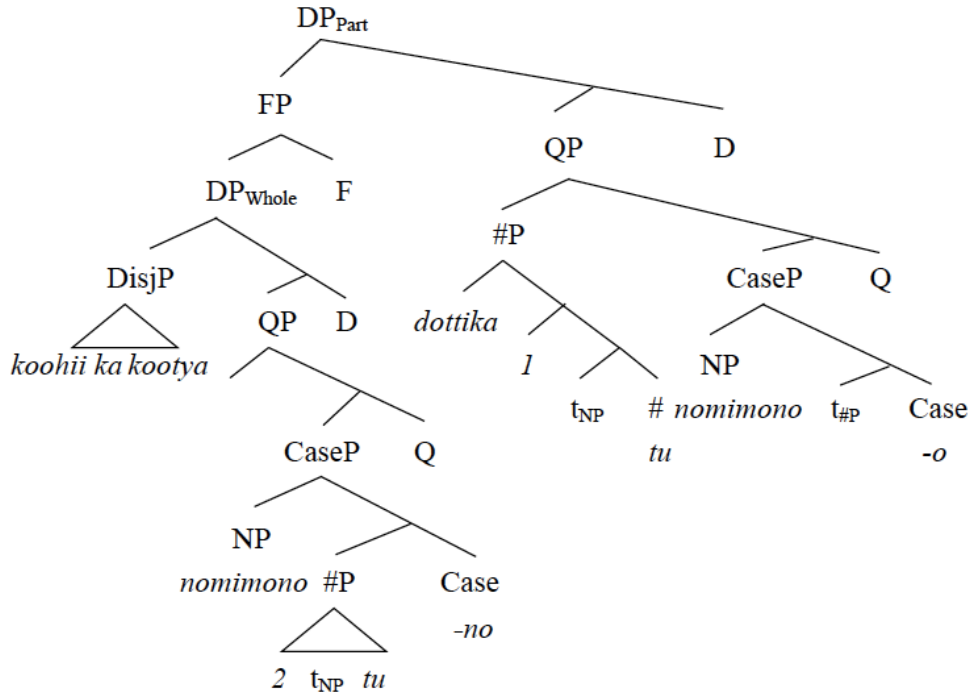 DPPart
FP
QP D
DPWhole F
#P
DisjP CaseP Q
QP D dottika
koohii ka kootya 1 NP
tNP # nomimono t#P Case
CaseP Q tu -o
NP
nomimono #P Case
-no
2 tNP tu